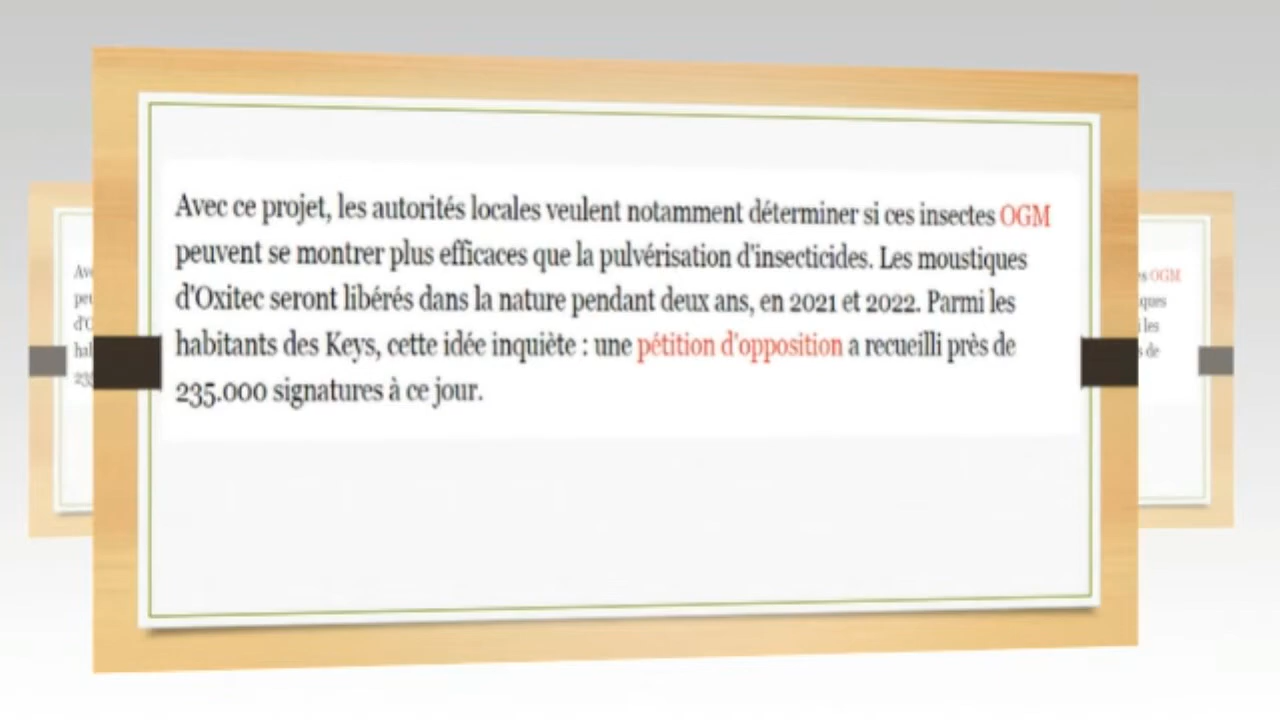 Avec ce projet, les autorités locales veulent notamment déterminer si ces insectes OGM
peuvent se montrer plus efficaces que la pulvérisation d'insecticides. Les moustiques
d'Oxitec seront libérés dans la nature pendant deux ans, en 2021 et 2022. Parmi les
habitants des Keys, cette idée inquiète : une pétition d'opposition a recueilli près de
235.000 signatures à ce jour.